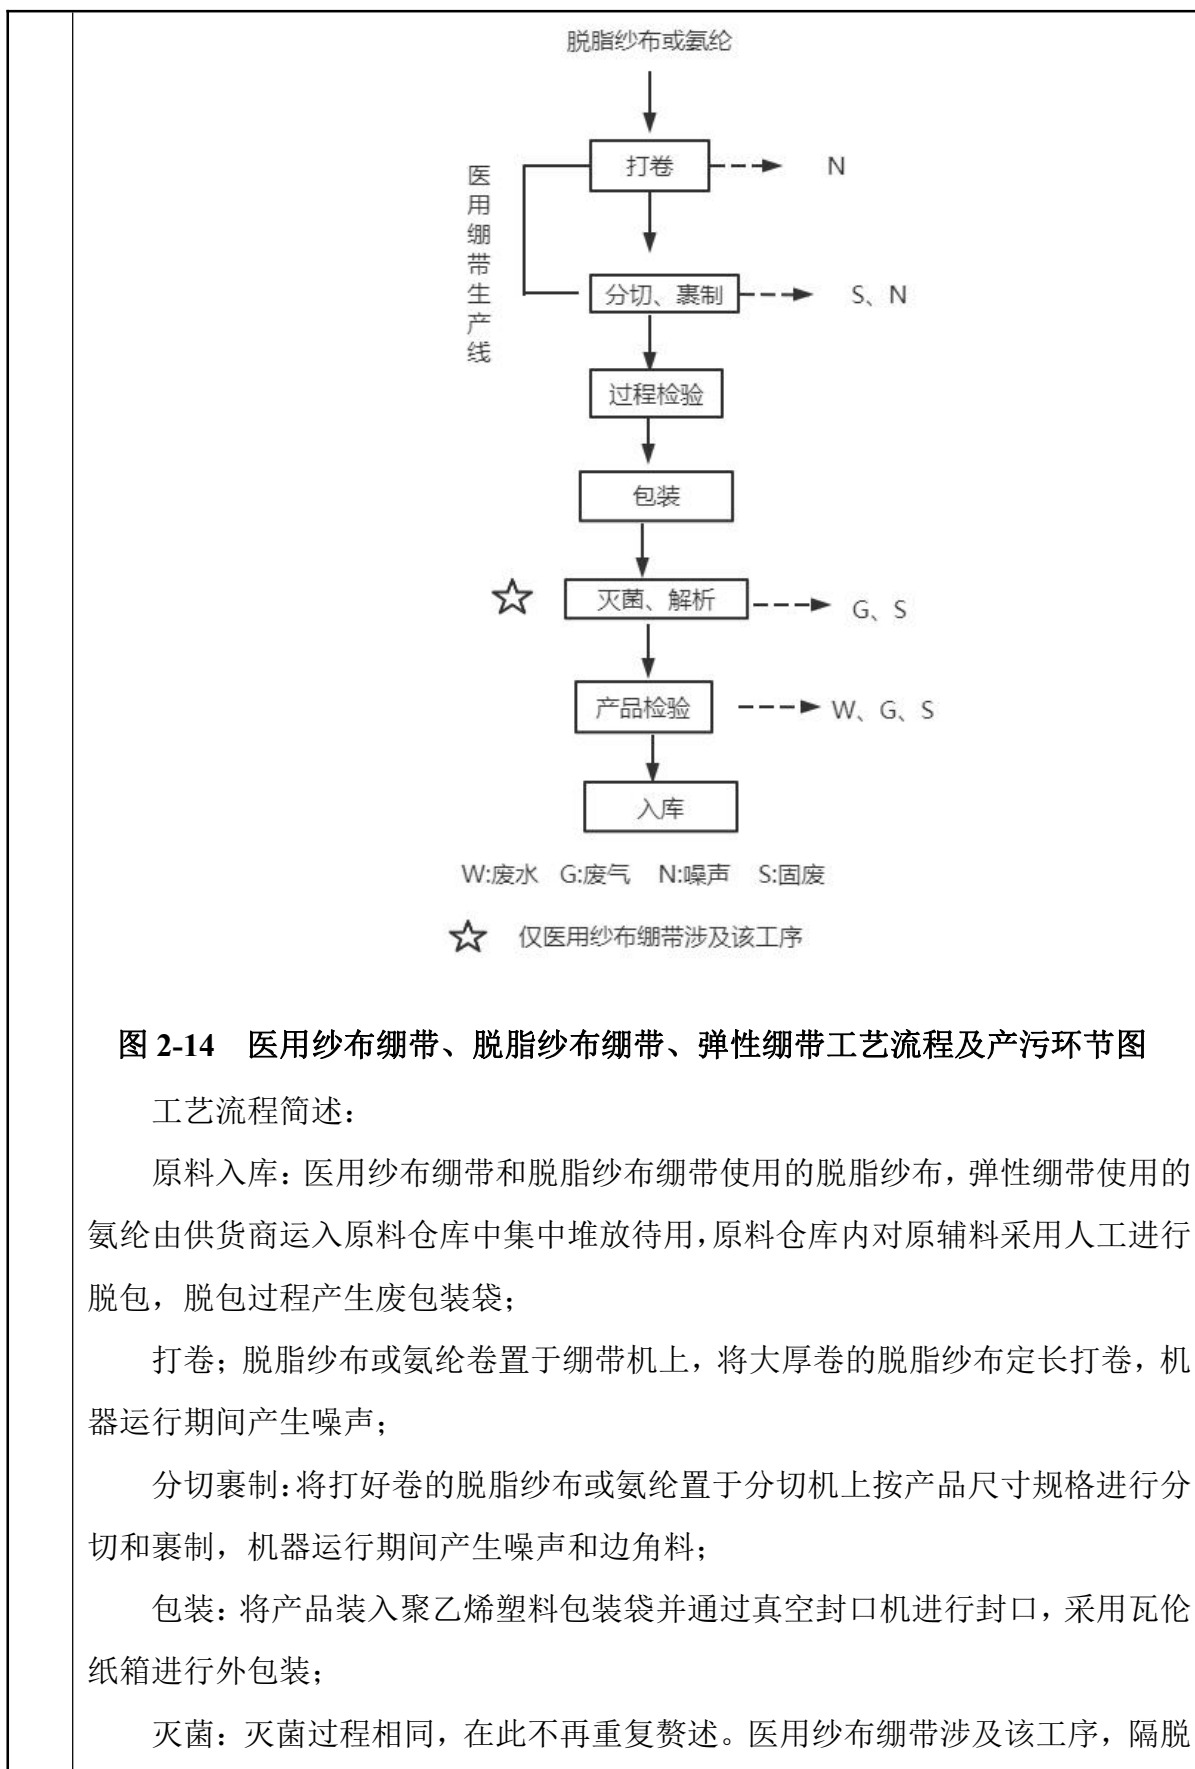 脱脂纱布或氨纶
打卷
N
医用绷带生产线
分切、裹制
S、N
过程检验
包装
☆
灭菌、解析
G、S
产品检验
W、G、S
入库
W:废水 G:废气 N:噪声 S:固废
☆ 仅医用纱布绷带涉及该工序
图 2-14 医用纱布绷带、脱脂纱布绷带、弹性绷带工艺流程及产污环节图
工艺流程简述：
原料入库：医用纱布绷带和脱脂纱布绷带使用的脱脂纱布，弹性绷带使用的
氨纶由供货商运入原料仓库中集中堆放待用，原料仓库内对原辅料采用人工进行
脱包，脱包过程产生废包装袋；
打卷；脱脂纱布或氨纶卷置于绷带机上，将大厚卷的脱脂纱布定长打卷，机
器运行期间产生噪声；
分切裹制：将打好卷的脱脂纱布或氨纶置于分切机上按产品尺寸规格进行分
切和裹制，机器运行期间产生噪声和边角料；
包装：将产品装入聚乙烯塑料包装袋并通过真空封口机进行封口，采用瓦伦
纸箱进行外包装；
灭菌：灭菌过程相同，在此不再重复赘述。医用纱布绷带涉及该工序，隔脱